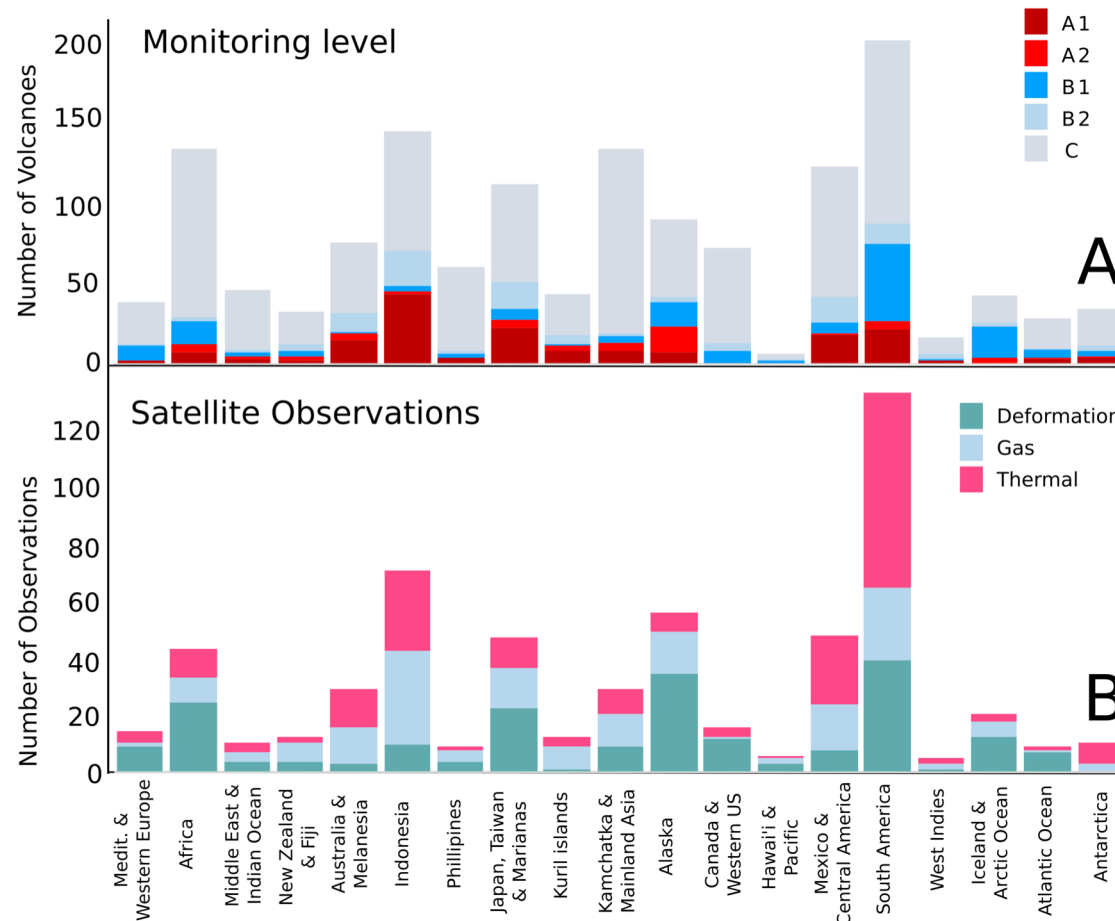 Monitoring level
A1
A2
B1
B2
C
Number of Volcanoes
200
150
100
50
0
A
Satellite Observations
Deformation
Gas
Thermal
Number of Observations
120
100
80
60
40
20
0
B
Medit. &
Western Europe
Africa
Middle East &
Indian Ocean
New Zealand
& Fiji
Australia &
Melanesia
Indonesia
Phillipines
Japan, Taiwan
& Marianas
Kuril Islands
Kamchatka &
Mainland Asia
Alaska
Canada &
Western US
Hawai'i &
Pacific
Mexico &
Central America
South America
West Indies
Iceland &
Arctic Ocean
Atlantic Ocean
Antarctica